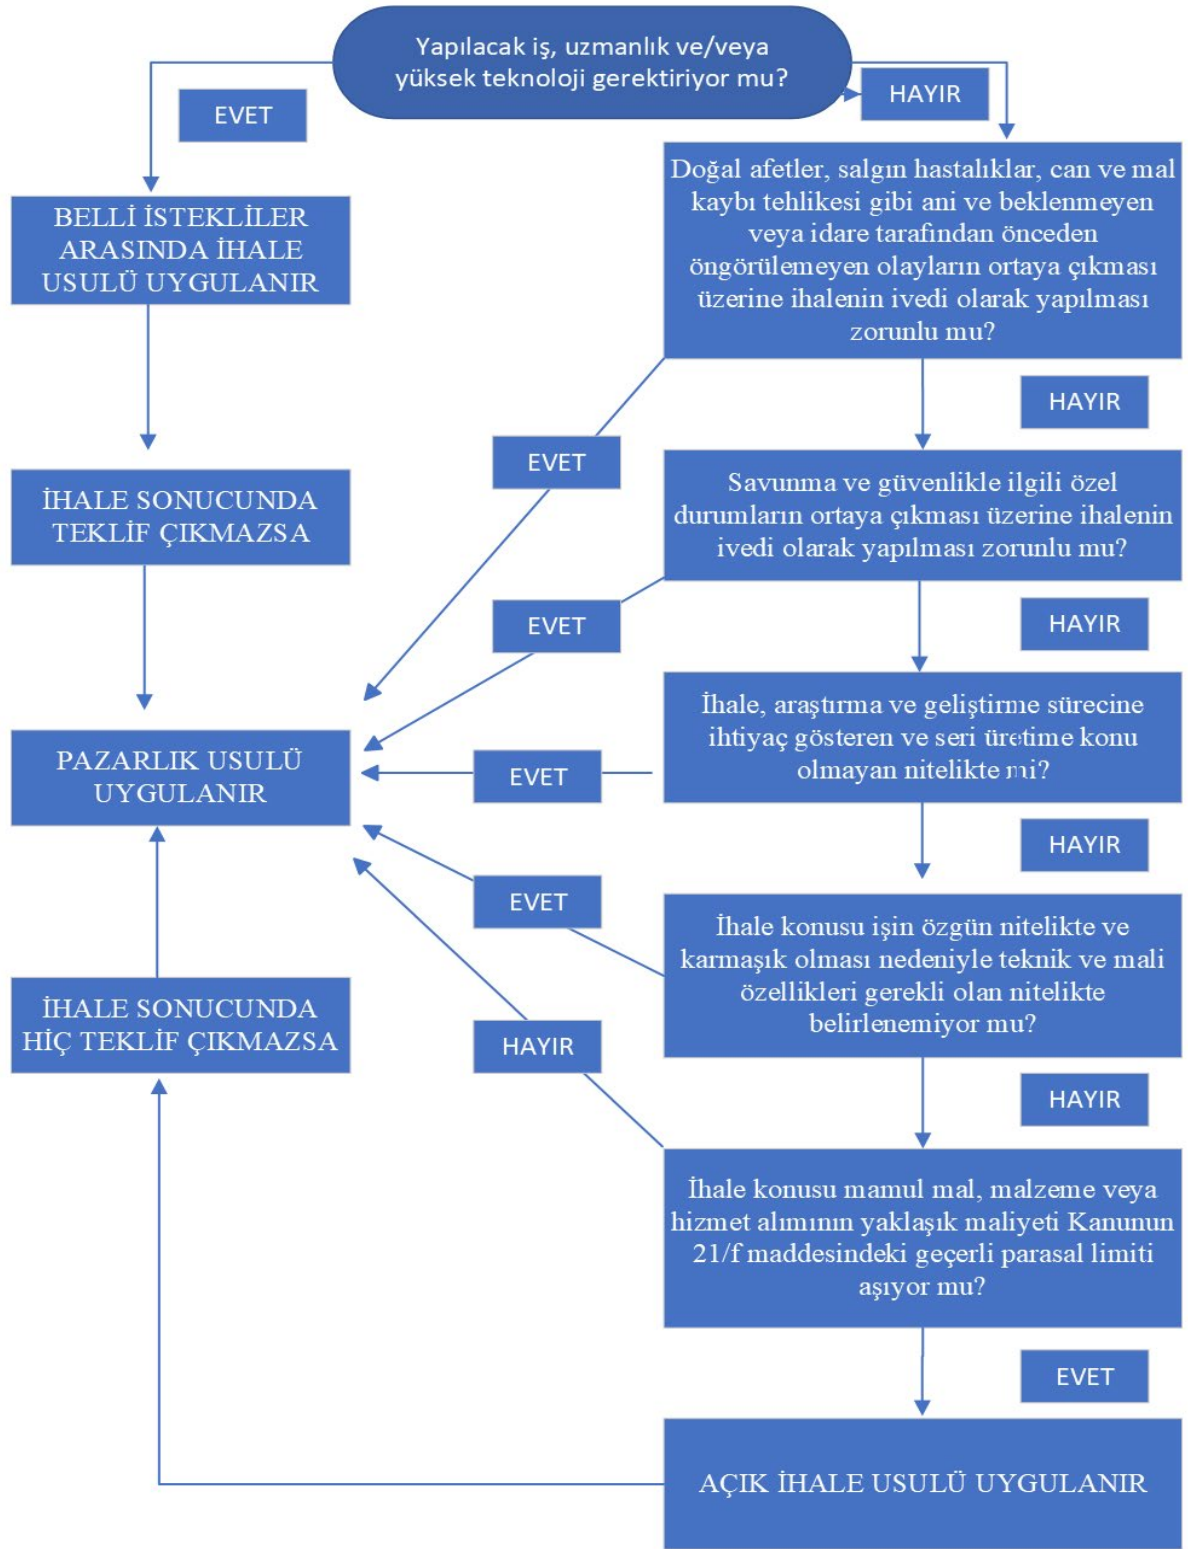 Yapılacak iş, uzmanlık ve/veya
yüksek teknoloji gerektiriyor mu?
EVET
HAYIR
BELLİ İSTEKLİLER
ARASINDA İHALE
USULÜ UYGULANIR
Doğal afetler, salgın hastalıklar, can ve mal
kaybı tehlikesi gibi ani ve beklenmeyen
veya idare tarafından önceden
öngörülemeyen olayların ortaya çıkması
üzerine ihalenin ivedi olarak yapılması
zorunlu mu?
HAYIR
EVET
İHALE SONUCUNDA
TEKLİF ÇIKMAZSA
Savunma ve güvenlikle ilgili özel
durumların ortaya çıkması üzerine ihalenin
ivedi olarak yapılması zorunlu mu?
EVET
HAYIR
PAZARLIK USULÜ
UYGULANIR
İhale, araştırma ve geliştirme sürecine
ihtiyaç gösteren ve seri üretime konu
olmayan nitelikte mi?
EVET
HAYIR
EVET
İhale konusu işin özgün nitelikte ve
karmaşık olması nedeniyle teknik ve mali
özellikleri gerekli olan nitelikte
belirlenemiyor mu?
İHALE SONUCUNDA
HİÇ TEKLİF ÇIKMAZSA
HAYIR
HAYIR
İhale konusu mamul mal, malzeme veya
hizmet alımının yaklaşık maliyeti Kanunun
21/f maddesindeki geçerli parasal limiti
aşıyor mu?
EVET
AÇIK İHALE USULÜ UYGULANIR